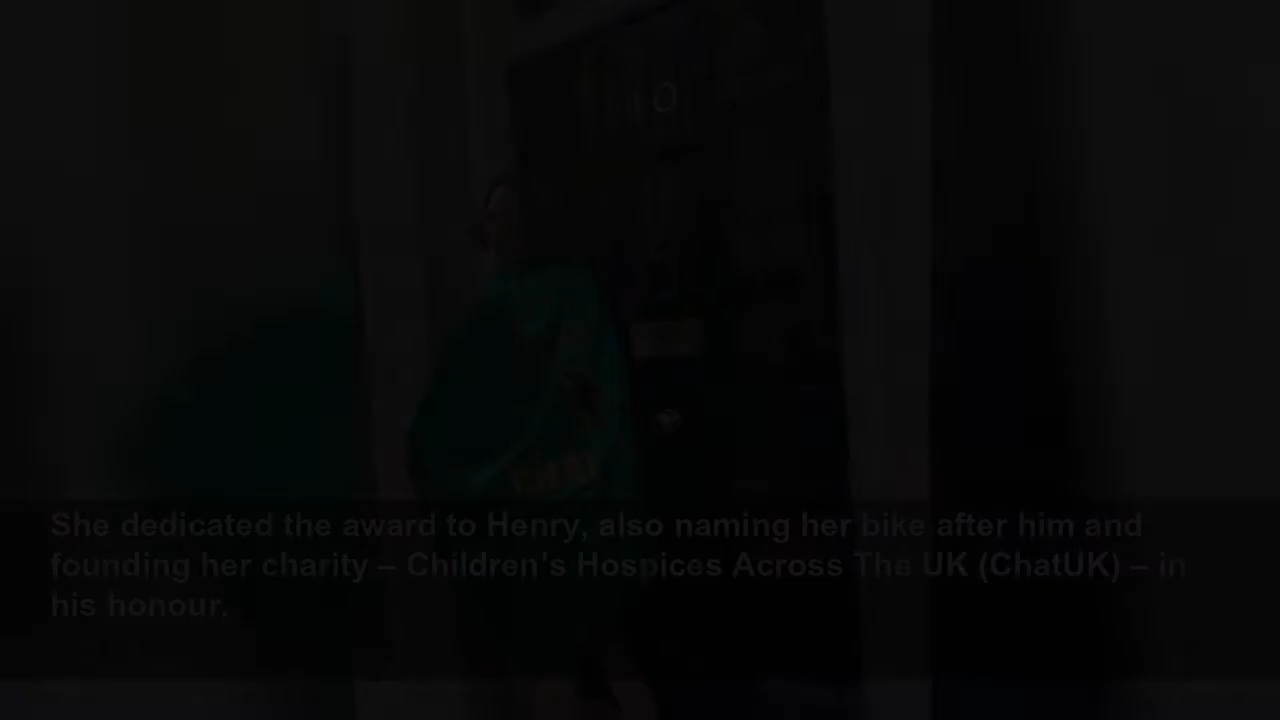 10
She dedicated the award to Henry, also naming her bike after him and
founding her charity – Children's Hospices Across The UK (ChatUK) – in
his honour.